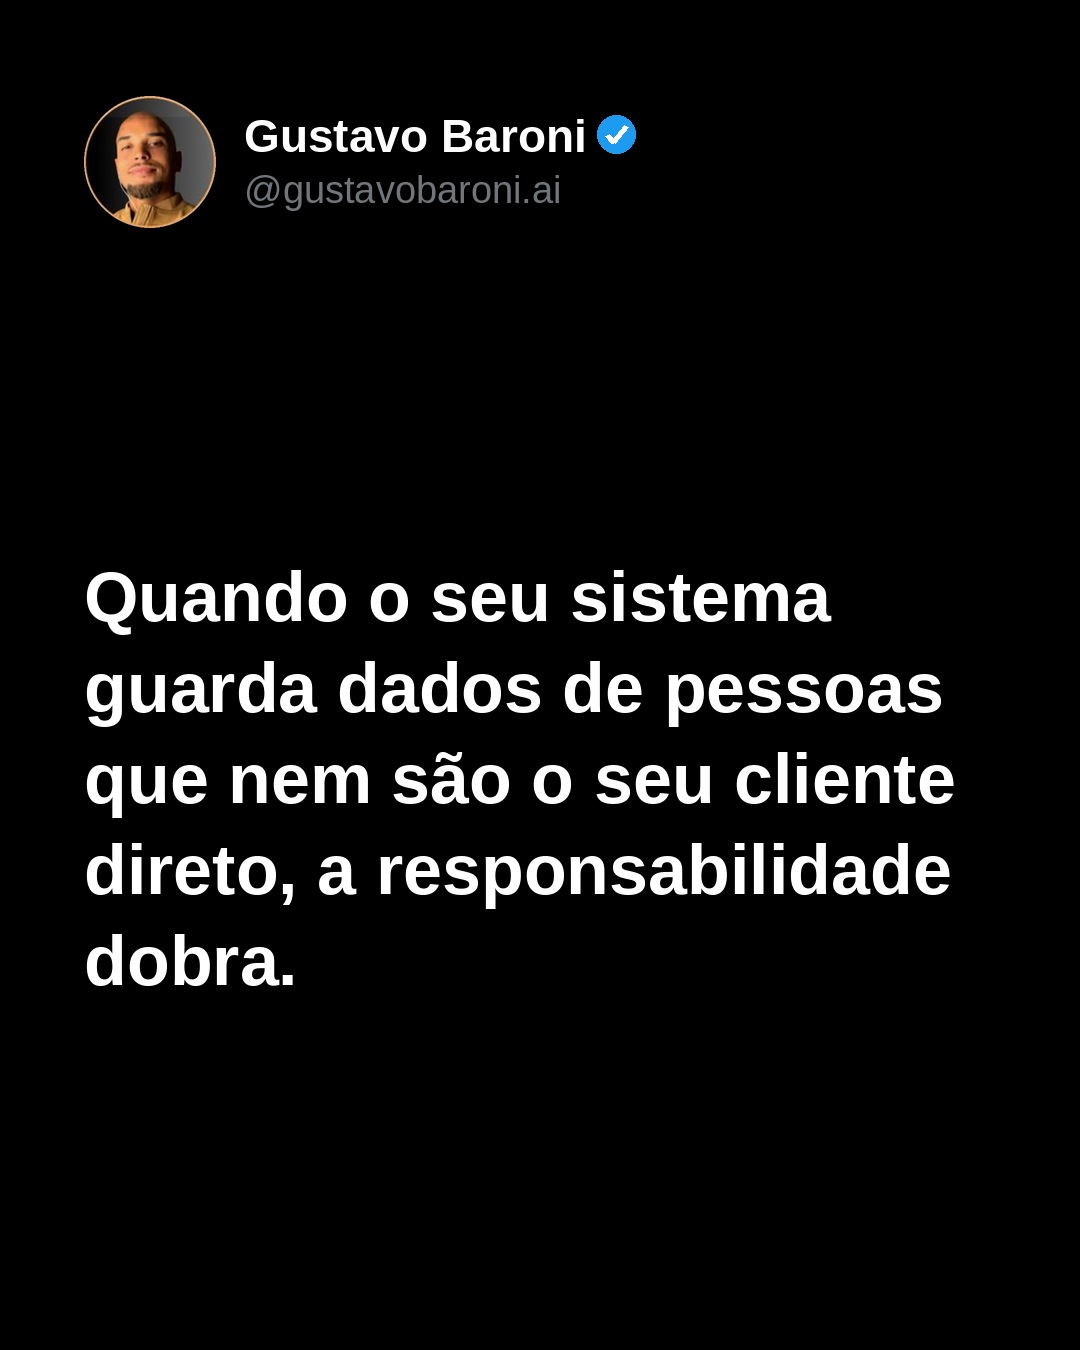 Gustavo Baroni
@gustavobaroni.ai
Quando o seu sistema
guarda dados de pessoas
que nem são o seu cliente
direto, a responsabilidade
dobra.